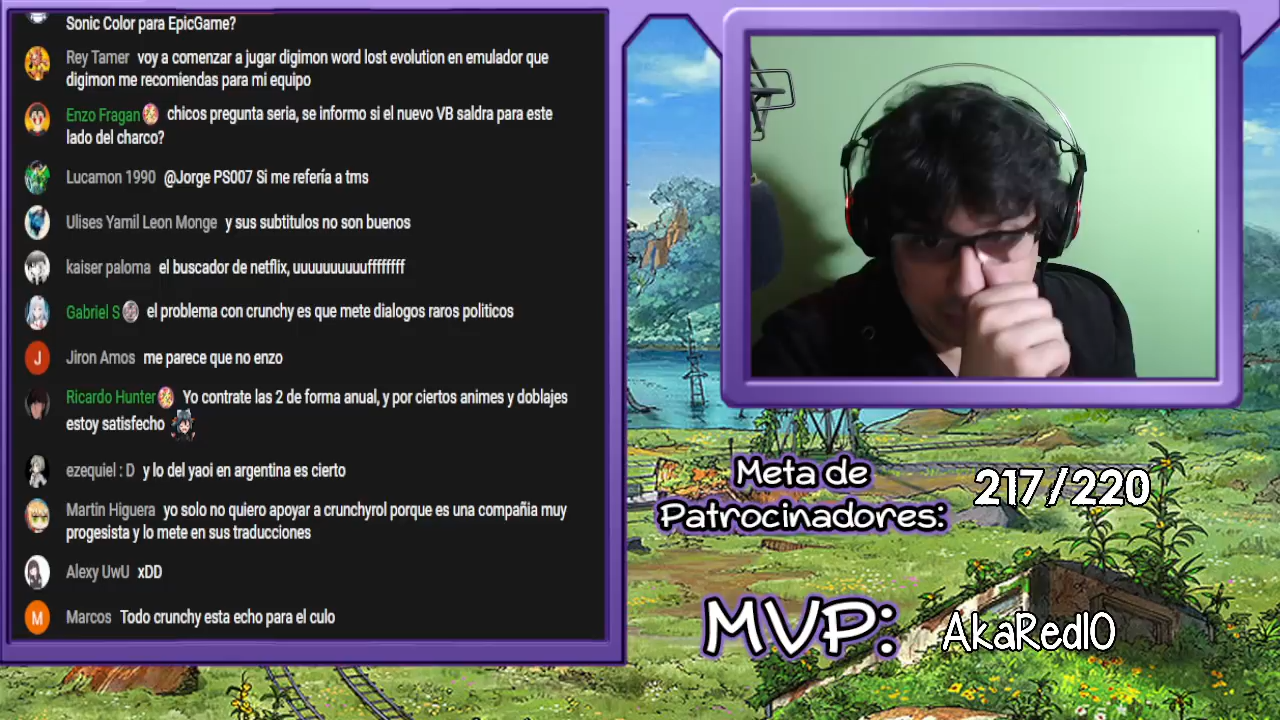 Sonic Color para EpicGame?
Rey Tamer voy a comenzar a jugar digimon word lost evolution en emulador que
digimon me recomiendas para mi equipo
Enzo Fragan chicos pregunta seria, se informo si el nuevo VB saldra para este
lado del charco?
Lucamon 1990 @Jorge PS007 Si me refería a tms
Ulises Yamil Leon Monge y sus subtitulos no son buenos
kaiser paloma el buscador de netflix, uuuuuuuuuuffffffff
Gabriel S el problema con crunchy es que mete dialogos raros politicos
J Jiron Amos me parece que no enzo
Ricardo Hunter Yo contrate las 2 de forma anual, y por ciertos animes y doblajes
estoy satisfecho
ezequiel : D y lo del yaoi en argentina es cierto
Martin Higuera yo solo no quiero apoyar a crunchyrol porque es una compañia muy
progesista y lo mete en sus traducciones
Alexy UwU xDD
M Marcos Todo crunchy esta echo para el culo
Meta de
Patrocinadores: 217/220
MVP: AkaRed10